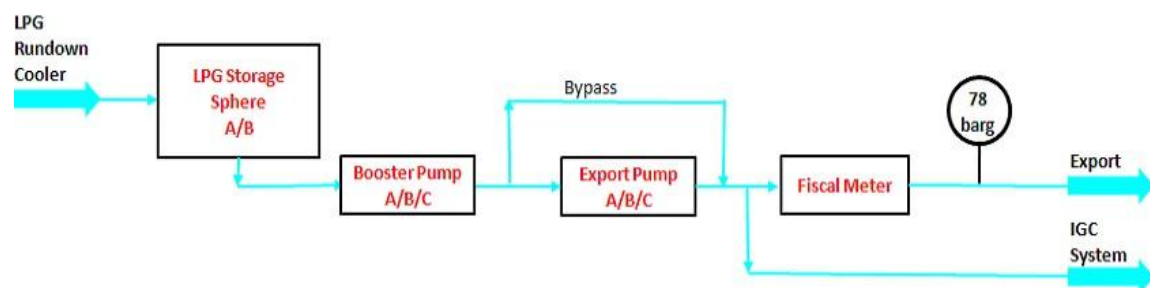 LPG
Rundown
Cooler
LPG Storage
Sphere
A/B
Booster Pump
A/B/C
Bypass
Export Pump
A/B/C
Fiscal Meter
78
barg
Export
IGC
System